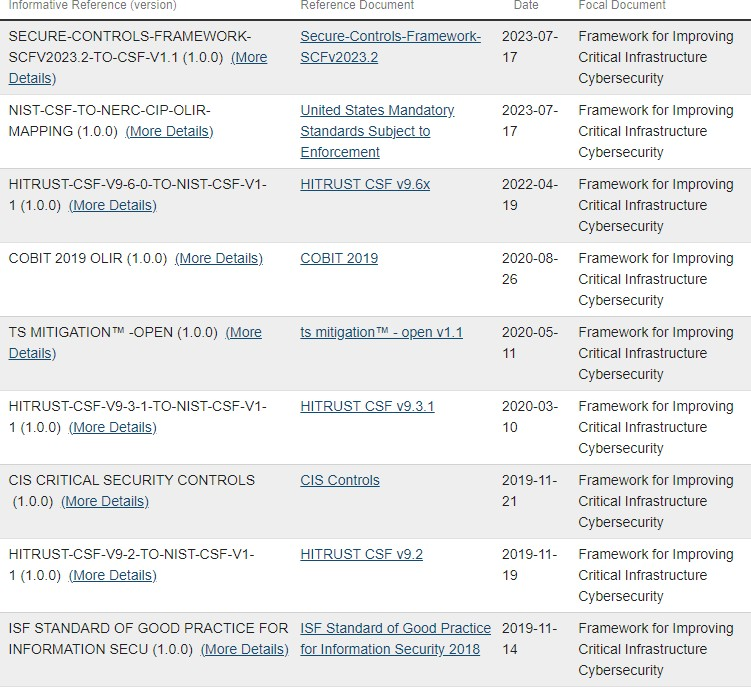 Informative Reference (version) Reference Document Date Focal Document
SECURE-CONTROLS-FRAMEWORK- Secure-Controls-Framework- 2023-07- Framework for Improving
SCFV2023.2-TO-CSF-V1.1 (1.0.0) (More SCFv2023.2 17 Critical Infrastructure
Details) Cybersecurity
NIST-CSF-TO-NERC-CIP-OLIR- United States Mandatory 2023-07- Framework for Improving
MAPPING (1.0.0) (More Details) Standards Subject to 17 Critical Infrastructure
Enforcement Cybersecurity
HITRUST-CSF-V9-6-0-TO-NIST-CSF-V1- HITRUST CSF v9.6x 2022-04- Framework for Improving
1 (1.0.0) (More Details) 19 Critical Infrastructure
Cybersecurity
COBIT 2019 OLIR (1.0.0) (More Details) COBIT 2019 2020-08- Framework for Improving
26 Critical Infrastructure
Cybersecurity
TS MITIGATION™ -OPEN (1.0.0) (More ts mitigation™ - open v1.1 2020-05- Framework for Improving
Details) 11 Critical Infrastructure
Cybersecurity
HITRUST-CSF-V9-3-1-TO-NIST-CSF-V1- HITRUST CSF v9.3.1 2020-03- Framework for Improving
1 (1.0.0) (More Details) 10 Critical Infrastructure
Cybersecurity
CIS CRITICAL SECURITY CONTROLS CIS Controls 2019-11- Framework for Improving
(1.0.0) (More Details) 21 Critical Infrastructure
Cybersecurity
HITRUST-CSF-V9-2-TO-NIST-CSF-V1- HITRUST CSF v9.2 2019-11- Framework for Improving
1 (1.0.0) (More Details) 19 Critical Infrastructure
Cybersecurity
ISF STANDARD OF GOOD PRACTICE FOR ISF Standard of Good Practice 2019-11- Framework for Improving
INFORMATION SECU (1.0.0) (More Details) for Information Security 2018 14 Critical Infrastructure
Cybersecurity